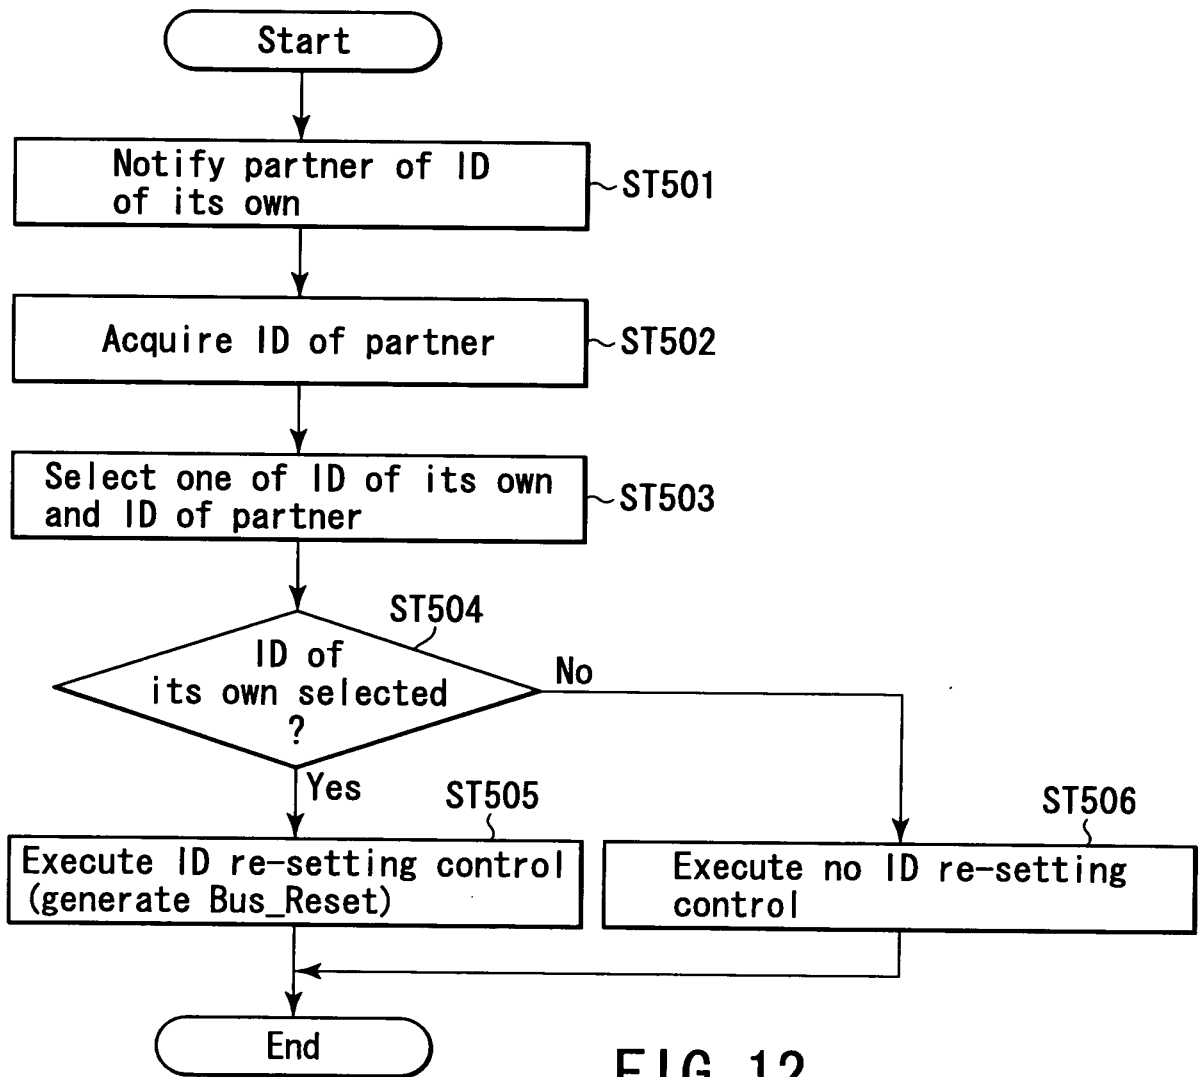 Start
Notify partner of ID
of its own
ST501
Acquire ID of partner
ST502
Select one of ID of its own
and ID of partner
ST503
ST504
ID of
its own selected
?
No
Yes
ST505
Execute ID re-setting control
(generate Bus_Reset)
ST506
Execute no ID re-setting
control
End
FIG. 12